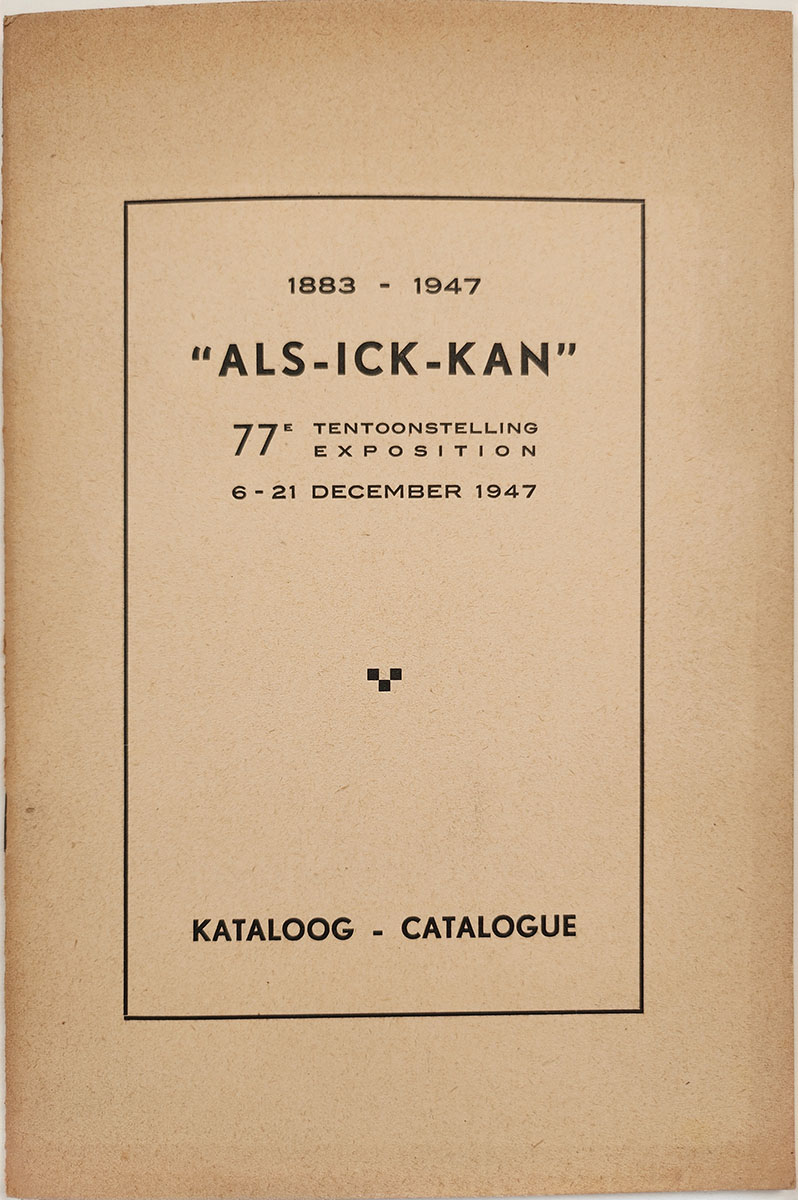 1883 - 1947
"ALS-ICK-KAN"
77E TENTOONSTELLING
EXPOSITION
6 - 21 DECEMBER 1947
KATALOOG - CATALOGUE